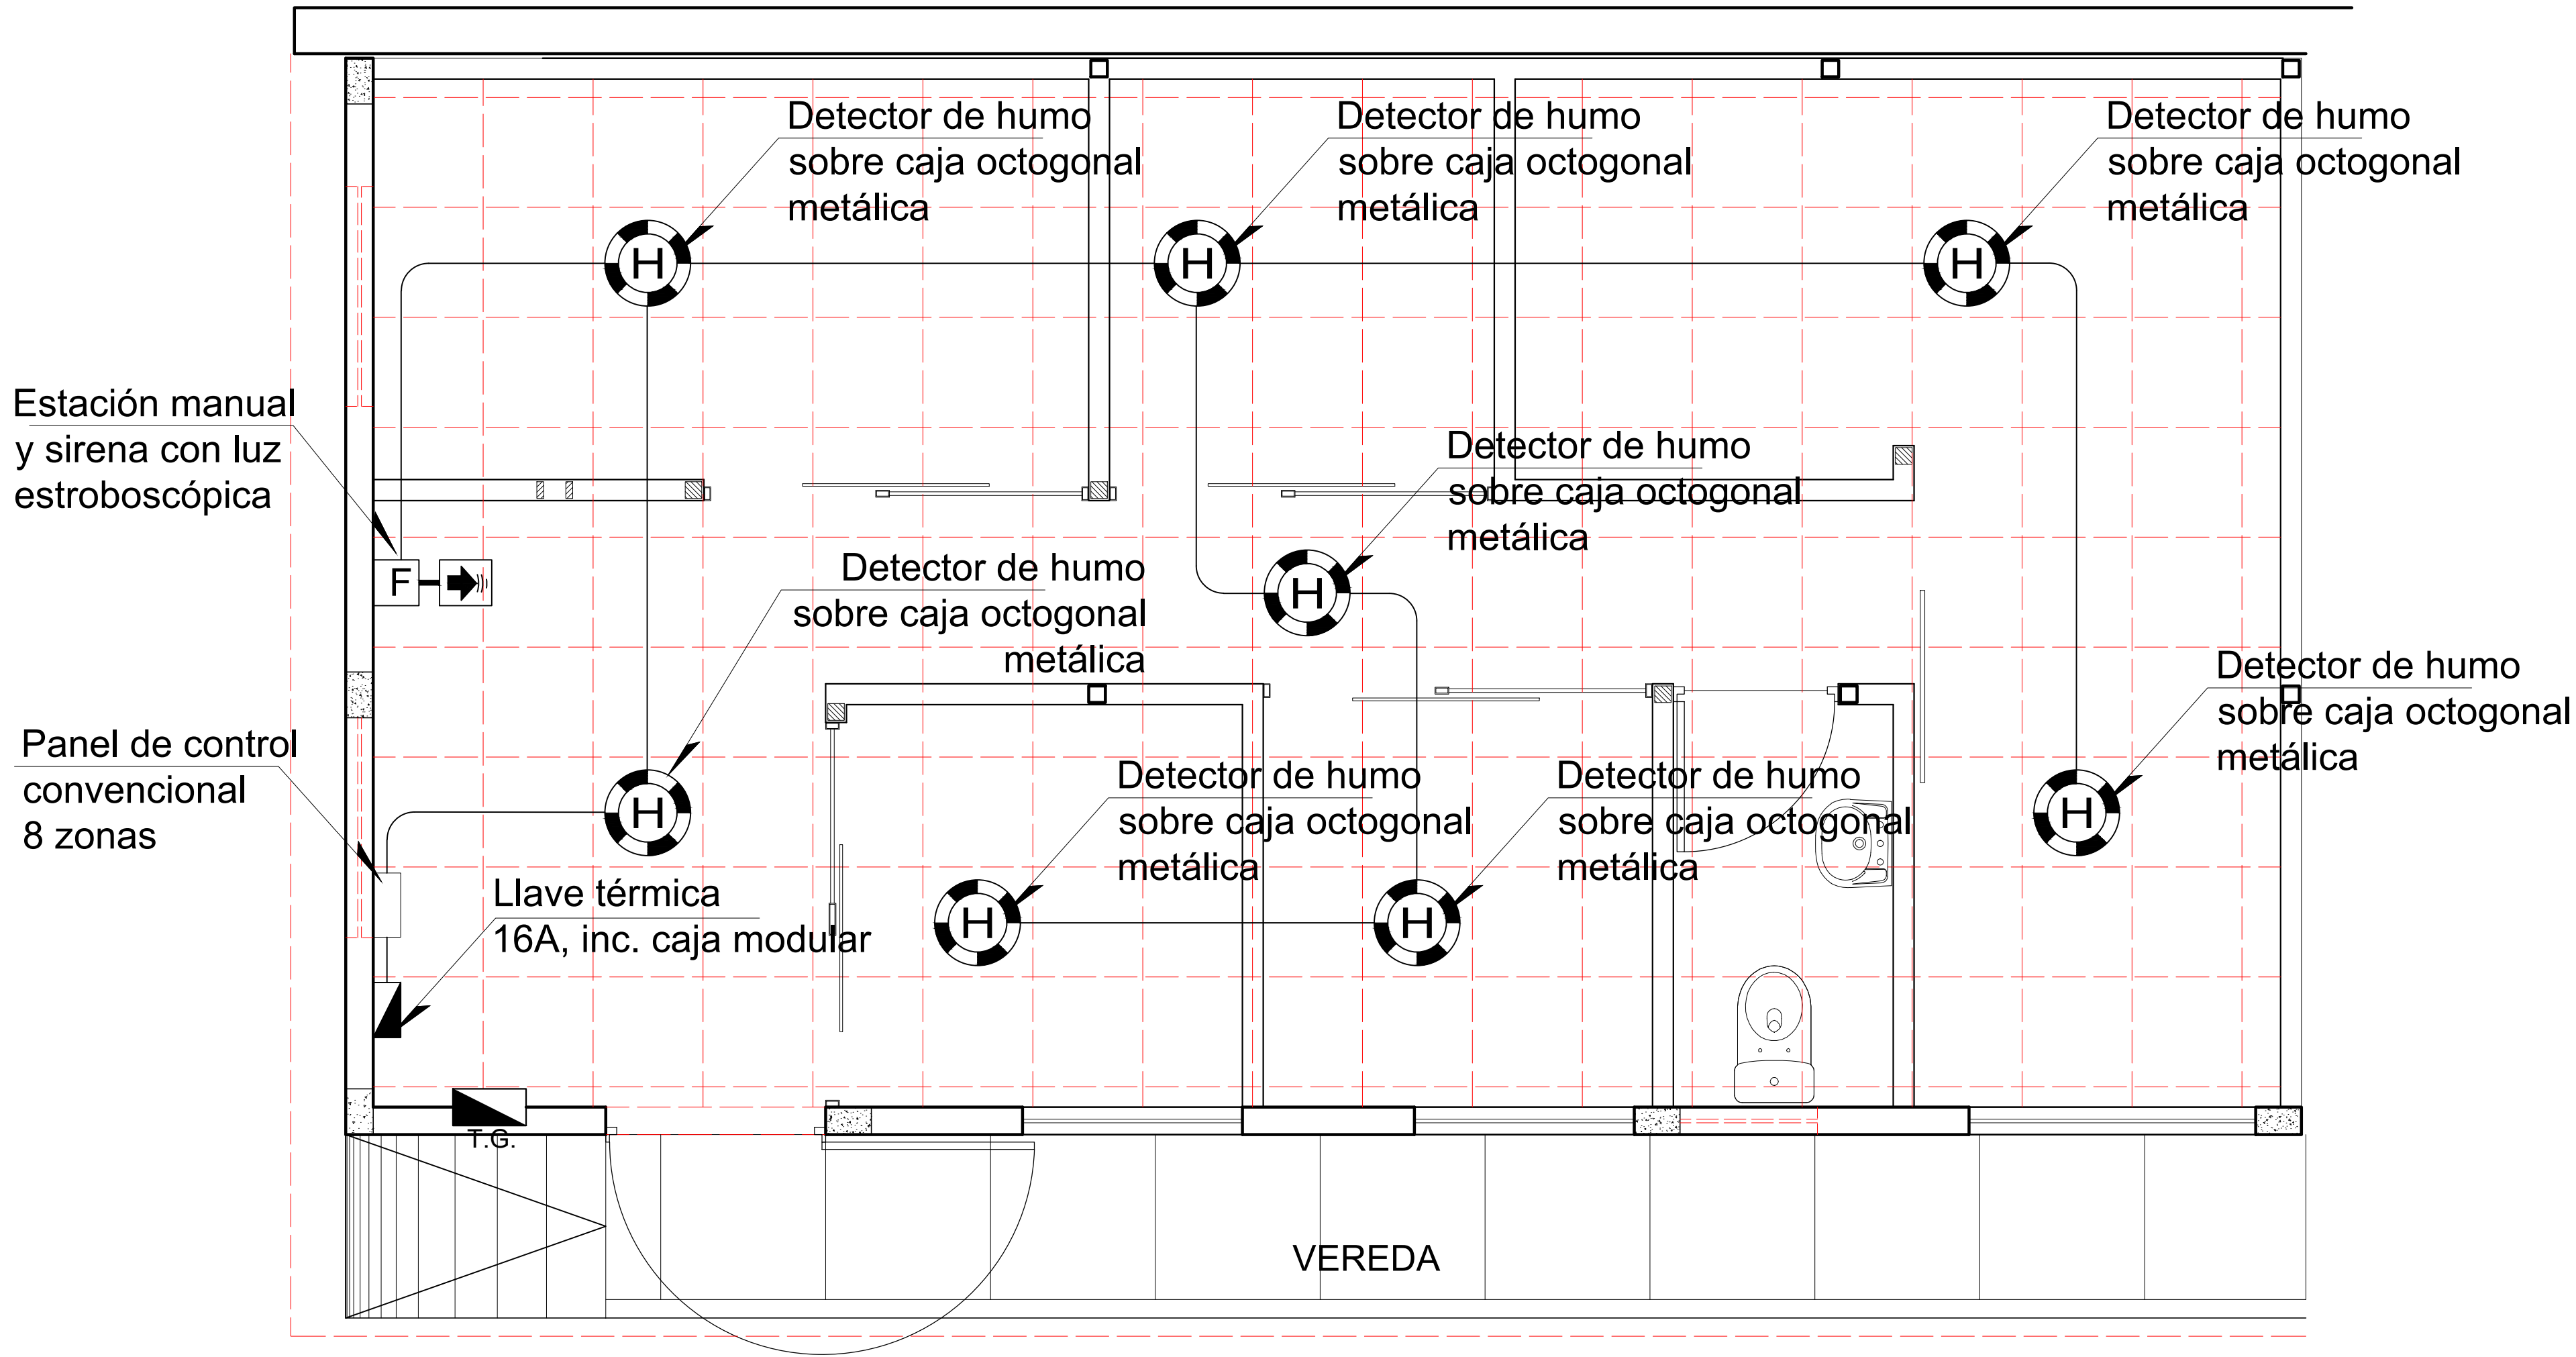 Detector de humo
sobre caja octogonal
metálica
Detector de humo
sobre caja octogonal
metálica
Detector de humo
sobre caja octogonal
metálica
H
H
H
Estación manual
y sirena con luz
estroboscópica
Detector de humo
sobre caja octogonal
metálica
F
Detector de humo
sobre caja octogonal
metálica
H
Detector de humo
sobre caja octogonal
metálica
Panel de control
convencional
8 zonas
H
Detector de humo
sobre caja octogonal
metálica
Detector de humo
sobre caja octogonal
metálica
H
Llave térmica
16A, inc. caja modular
H
H
T.G.
VEREDA